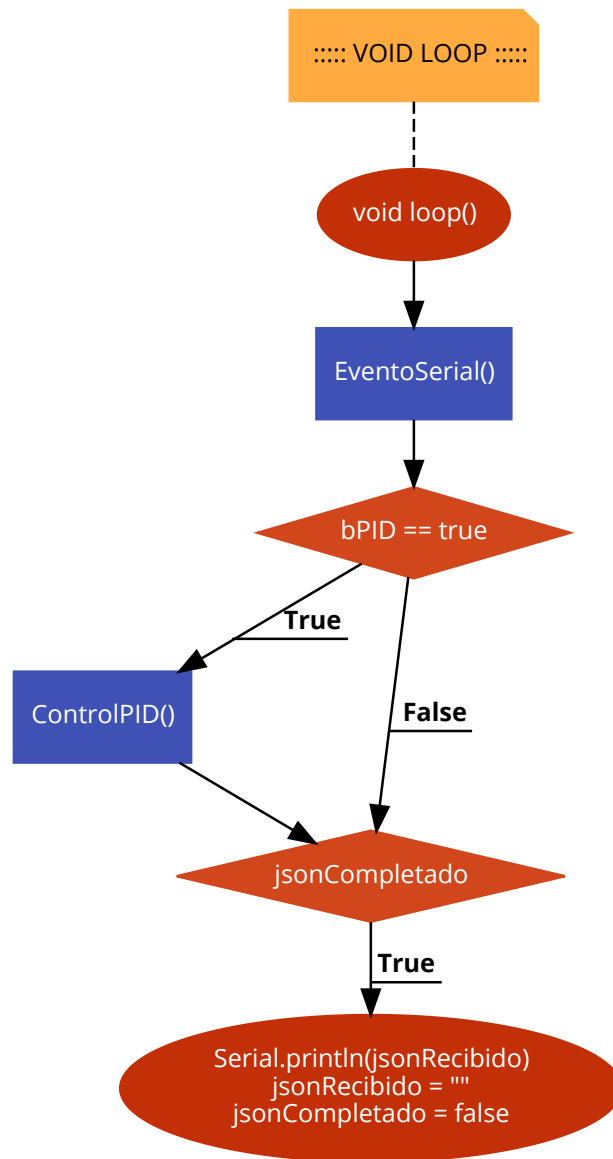 ::::: VOID LOOP :::::
void loop()
EventoSerial()
bPID == true
True
ControlPID()
False
jsonCompletado
True
Serial.println(jsonRecibido)
jsonRecibido = ""
jsonCompletado = false